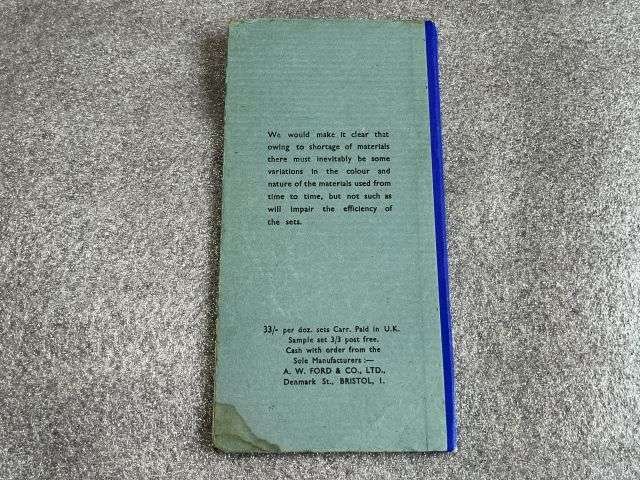 We would make it clear that
owing to shortage of materials
there must inevitably be some
variations in the colour and
nature of the materials used from
time to time, but not such as
will impair the efficiency of
the sets.
33/- per doz. sets Carr. Paid in U.K.
Sample set 3/3 post free.
Cash with order from the
Sole Manufacturers :—
A. W. FORD & CO., LTD.,
Denmark St., BRISTOL, 1.